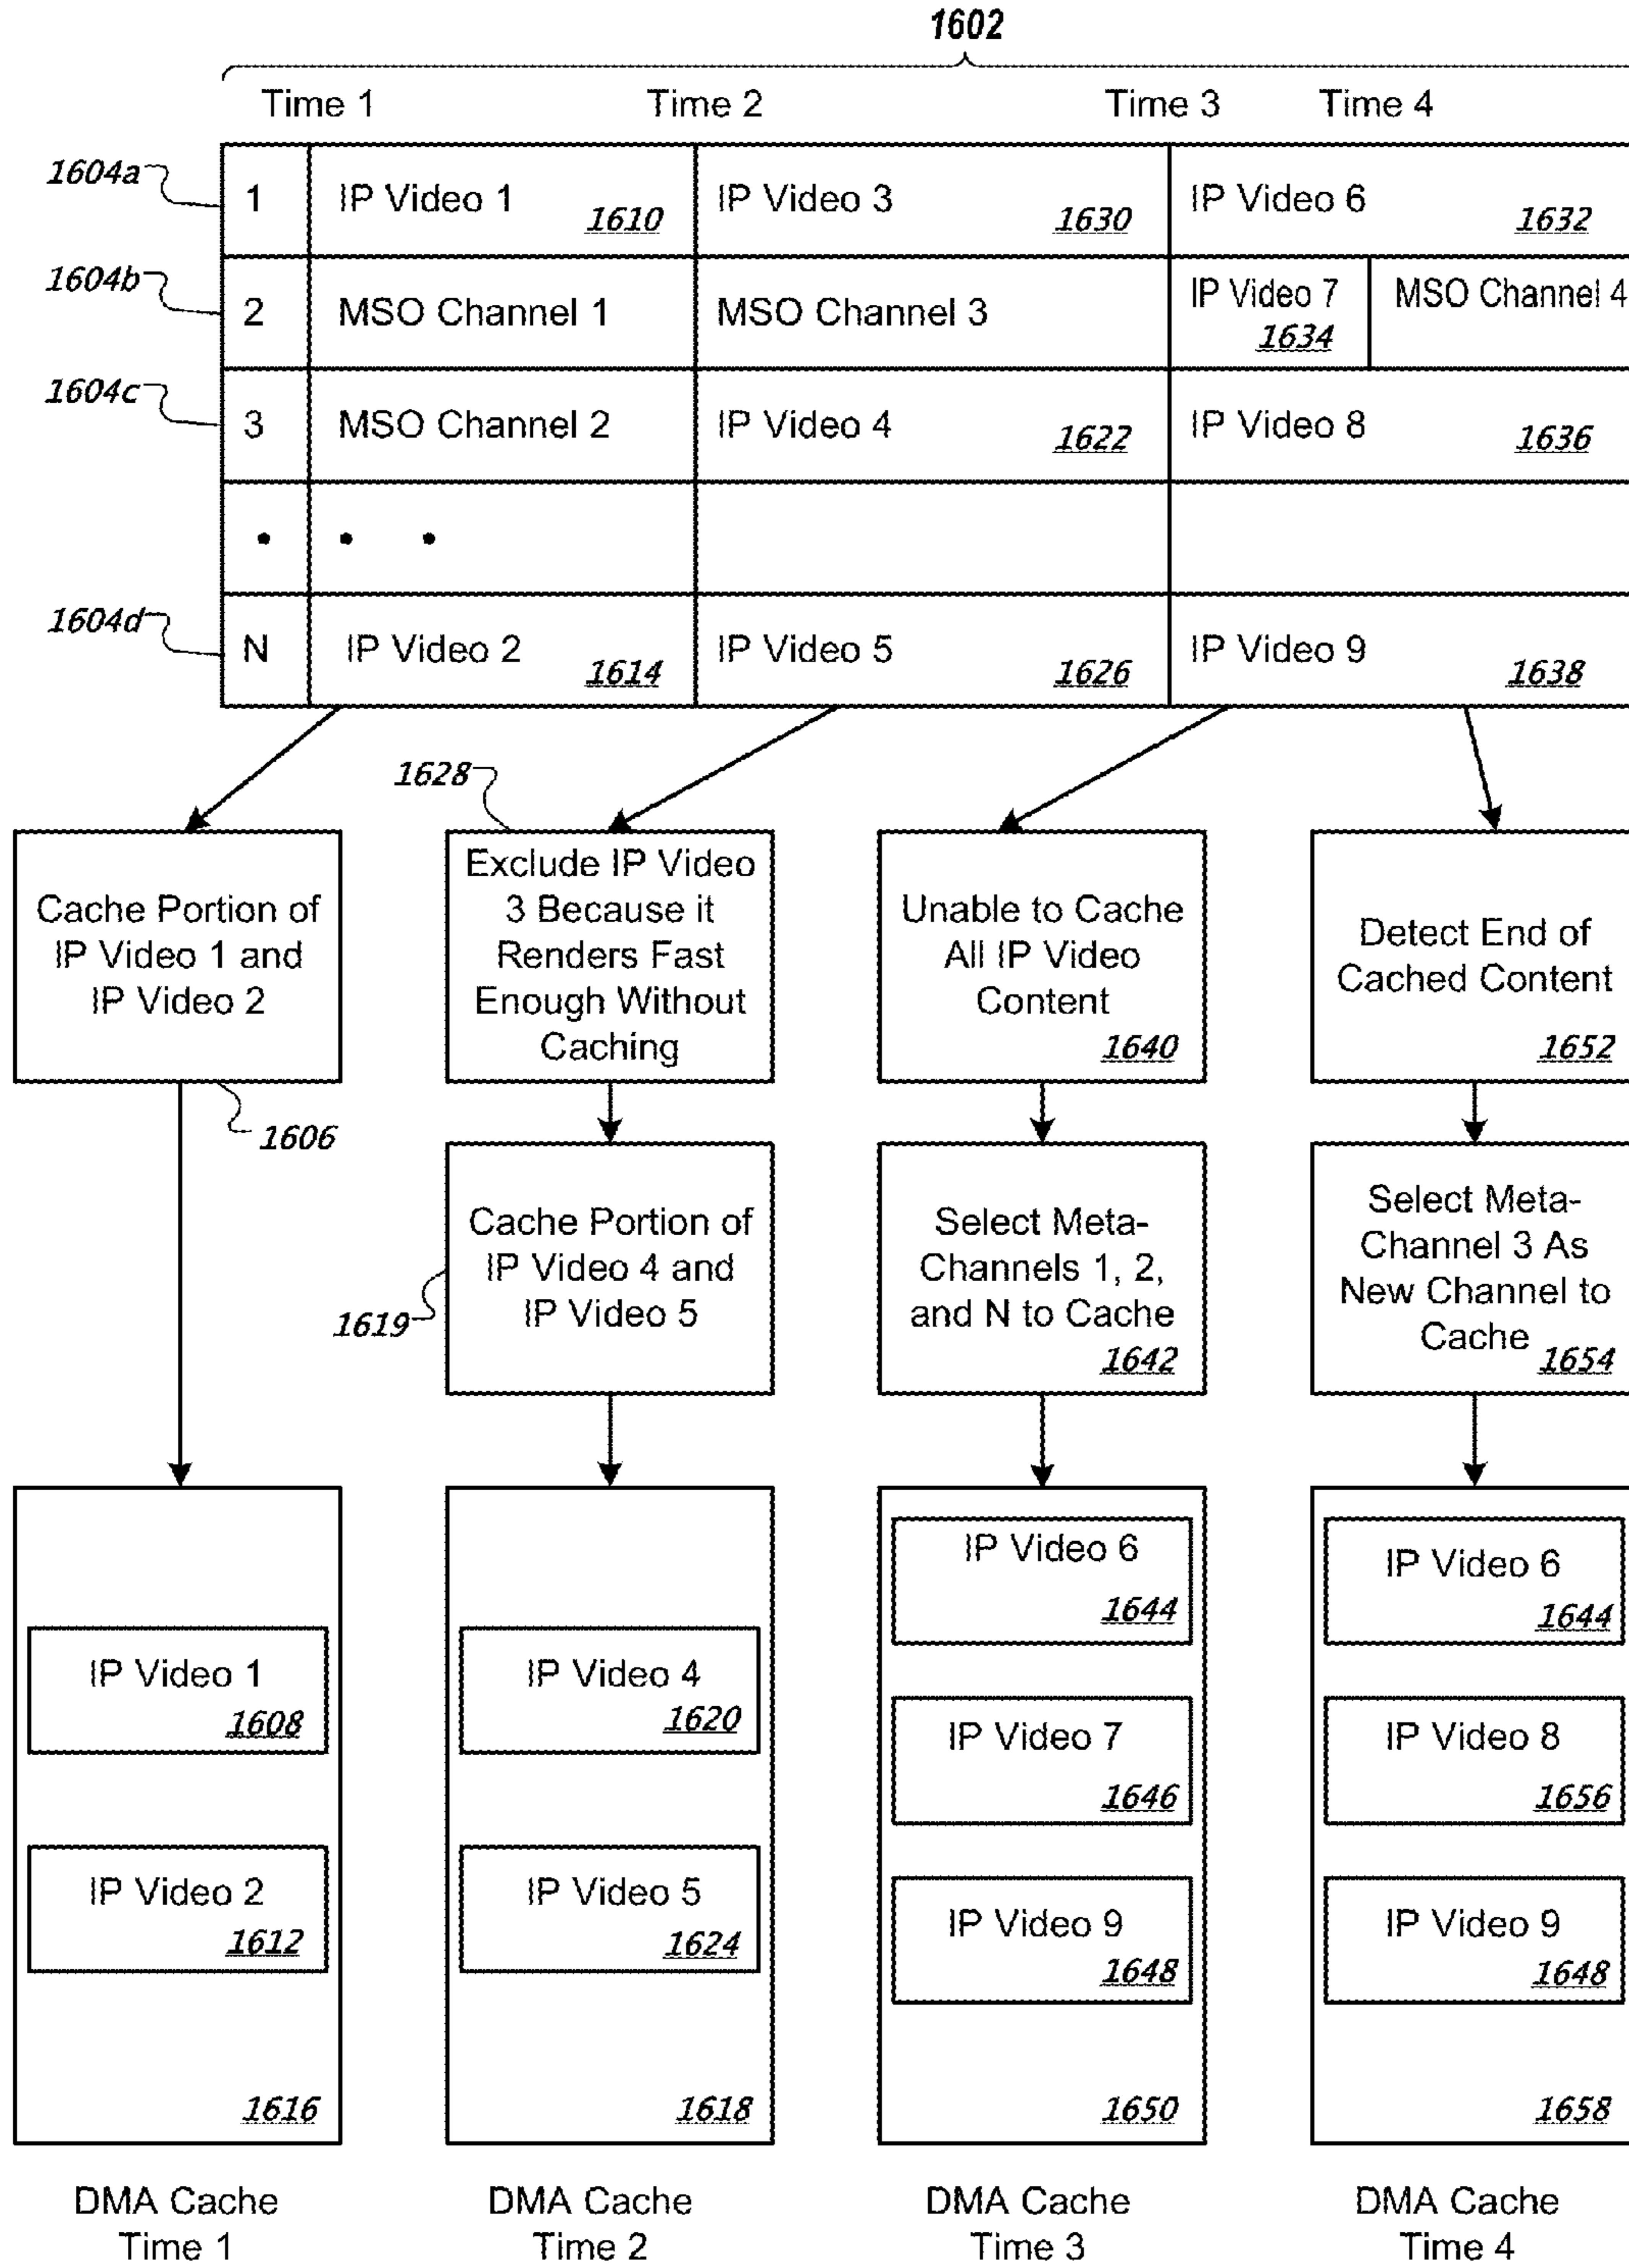 1602
Time 1 Time 2 Time 3 Time 4
1604a 1 IP Video 1 1610 IP Video 3 1630 IP Video 6 1632
1604b 2 MSO Channel 1 MSO Channel 3 IP Video 7 1634 MSO Channel 4
1604c 3 MSO Channel 2 IP Video 4 1622 IP Video 8 1636
1604d N IP Video 2 1614 IP Video 5 1626 IP Video 9 1638
Cache Portion of
IP Video 1 and
IP Video 2
1606
1628
Exclude IP Video
3 Because it
Renders Fast
Enough Without
Caching
Unable to Cache
All IP Video
Content
1640
Detect End of
Cached Content
1652
Cache Portion of
IP Video 4 and
IP Video 5
1619
Select Meta-
Channels 1, 2,
and N to Cache
1642
Select Meta-
Channel 3 As
New Channel to
Cache 1654
IP Video 1
1608
IP Video 2
1612
1616
IP Video 4
1620
IP Video 5
1624
1618
IP Video 6
1644
IP Video 7
1646
IP Video 9
1648
1650
IP Video 6
1644
IP Video 8
1656
IP Video 9
1648
1658
DMA Cache
Time 1
DMA Cache
Time 2
DMA Cache
Time 3
DMA Cache
Time 4